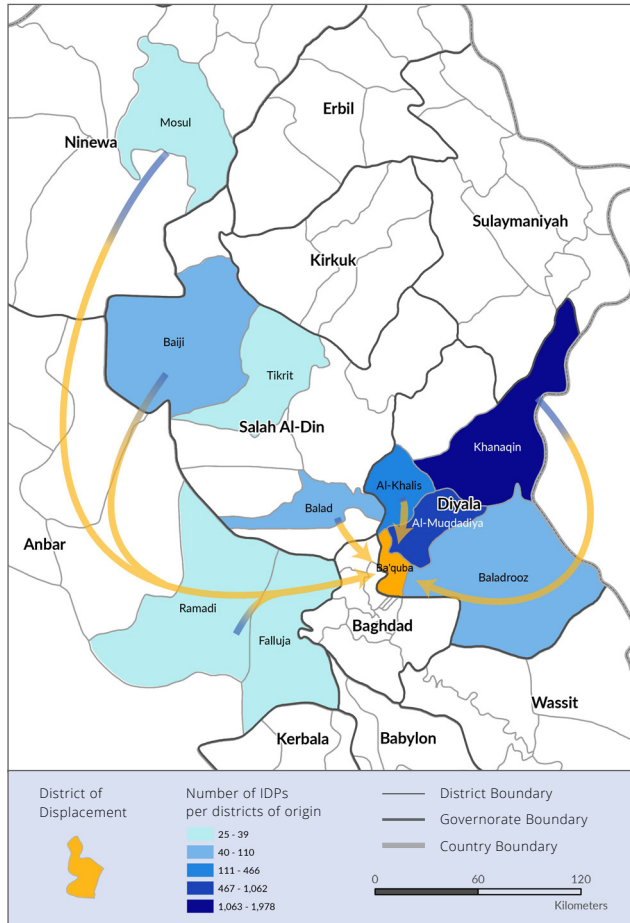 Mosul
Erbil
Ninewa
Sulaymaniyah
Kirkuk
Baiji
Tikrit
Salah Al-Din
Khanaqin
Al-Khalis
Balad
Diyala
Al-Muqdadiya
Anbar
Ba'quba
Baladrooz
Ramadi
Baghdad
Falluja
Wassit
Kerbala
Babylon
District of
Displacement
Number of IDPs
per districts of origin
25 - 39
40 - 110
111 - 466
467 - 1,062
1,063 - 1,978
District Boundary
Governorate Boundary
Country Boundary
0 60 120
Kilometers